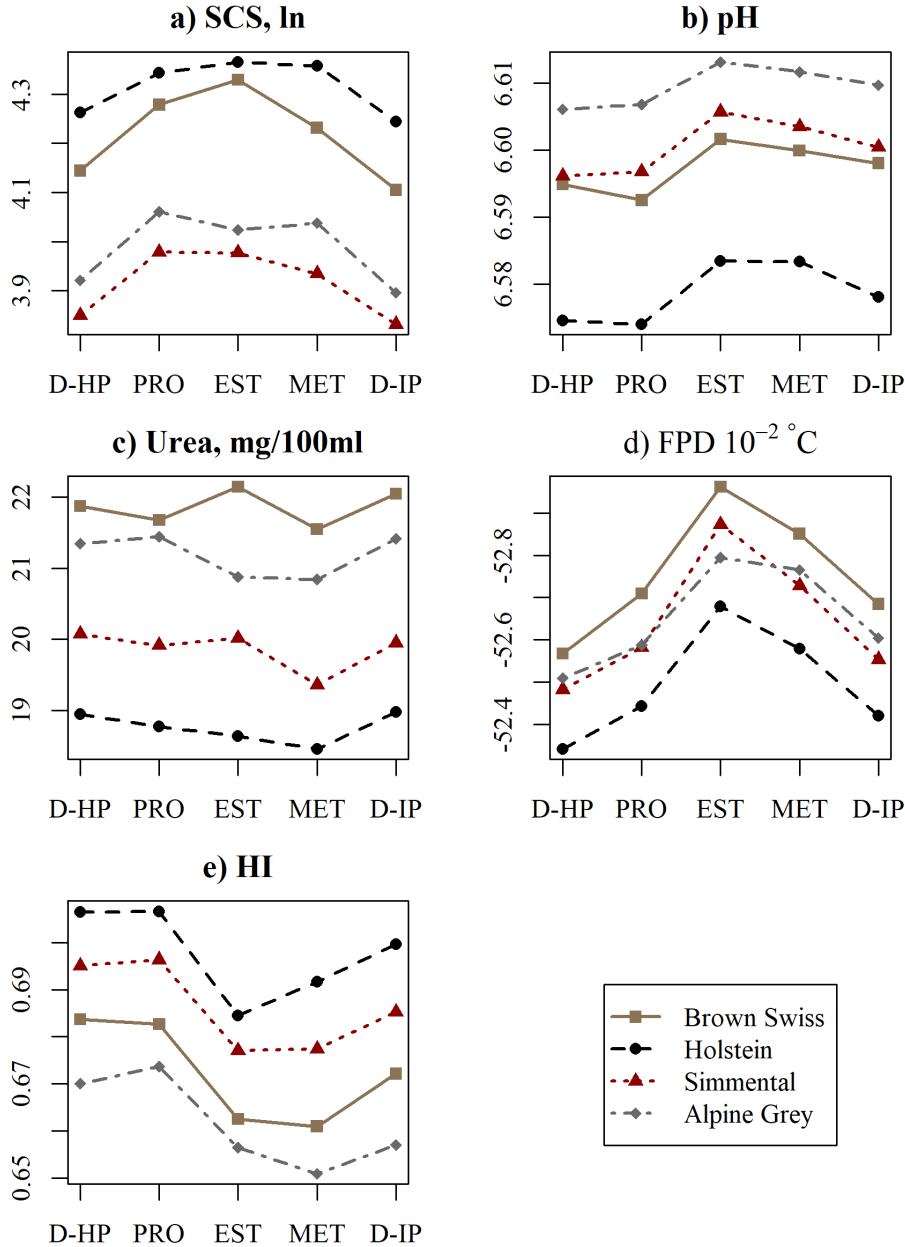 a) SCS, ln
4.3
4.1
3.9
D-HP PRO EST MET D-IP
b) pH
6.61
6.60
6.59
6.58
D-HP PRO EST MET D-IP
c) Urea, mg/100ml
22
21
20
19
D-HP PRO EST MET D-IP
d) FPD 10⁻² °C
-52.8
-52.6
-52.4
D-HP PRO EST MET D-IP
e) HI
0.69
0.67
0.65
D-HP PRO EST MET D-IP
Brown Swiss
Holstein
Simmental
Alpine Grey